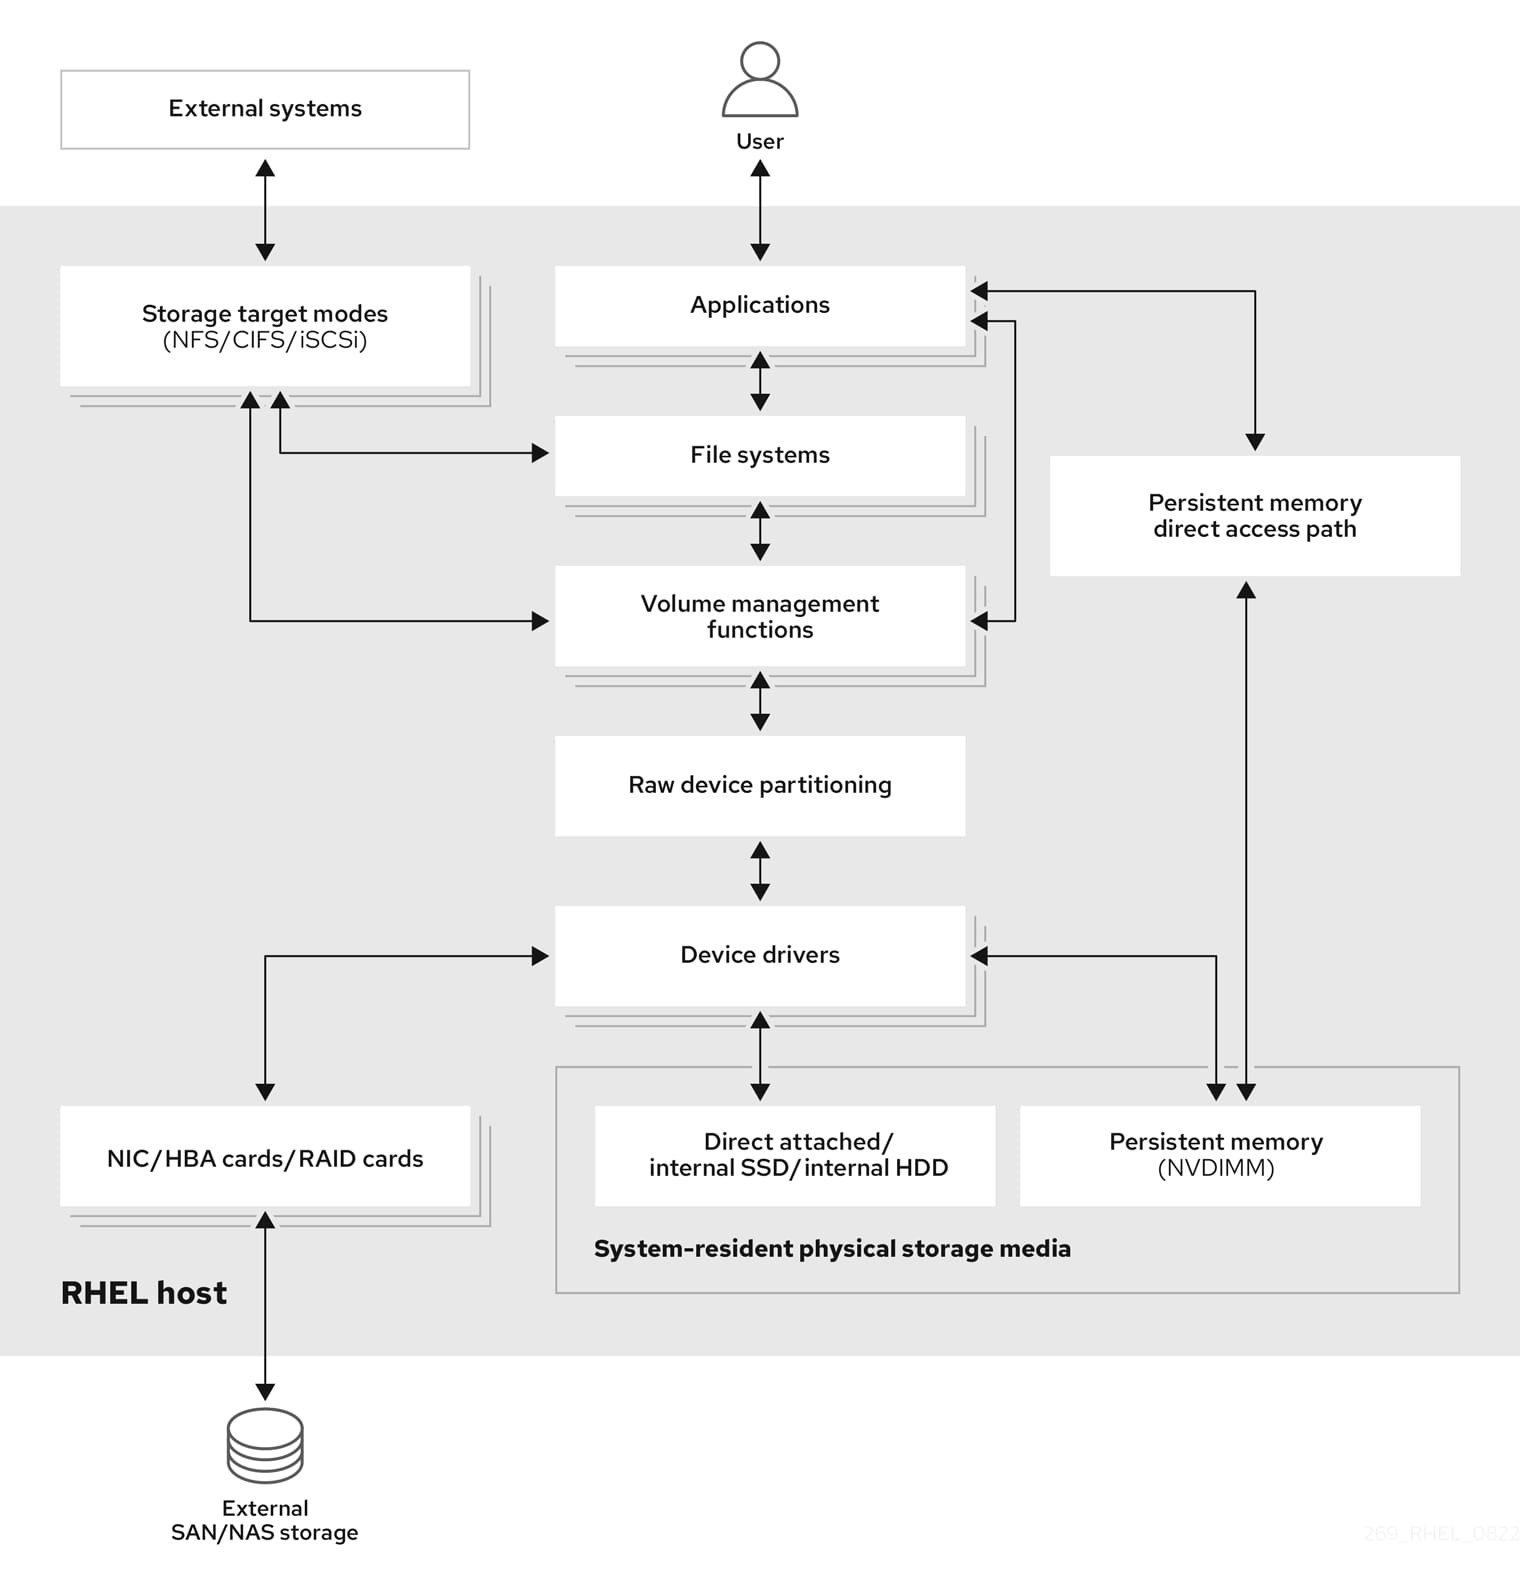 External systems
User
Storage target modes
(NFS/CIFS/iSCSi)
Applications
File systems
Persistent memory
direct access path
Volume management
functions
Raw device partitioning
Device drivers
NIC/HBA cards/RAID cards
Direct attached/
internal SSD/internal HDD
Persistent memory
(NVDIMM)
System-resident physical storage media
RHEL host
External
SAN/NAS storage
269_RHEL_0822